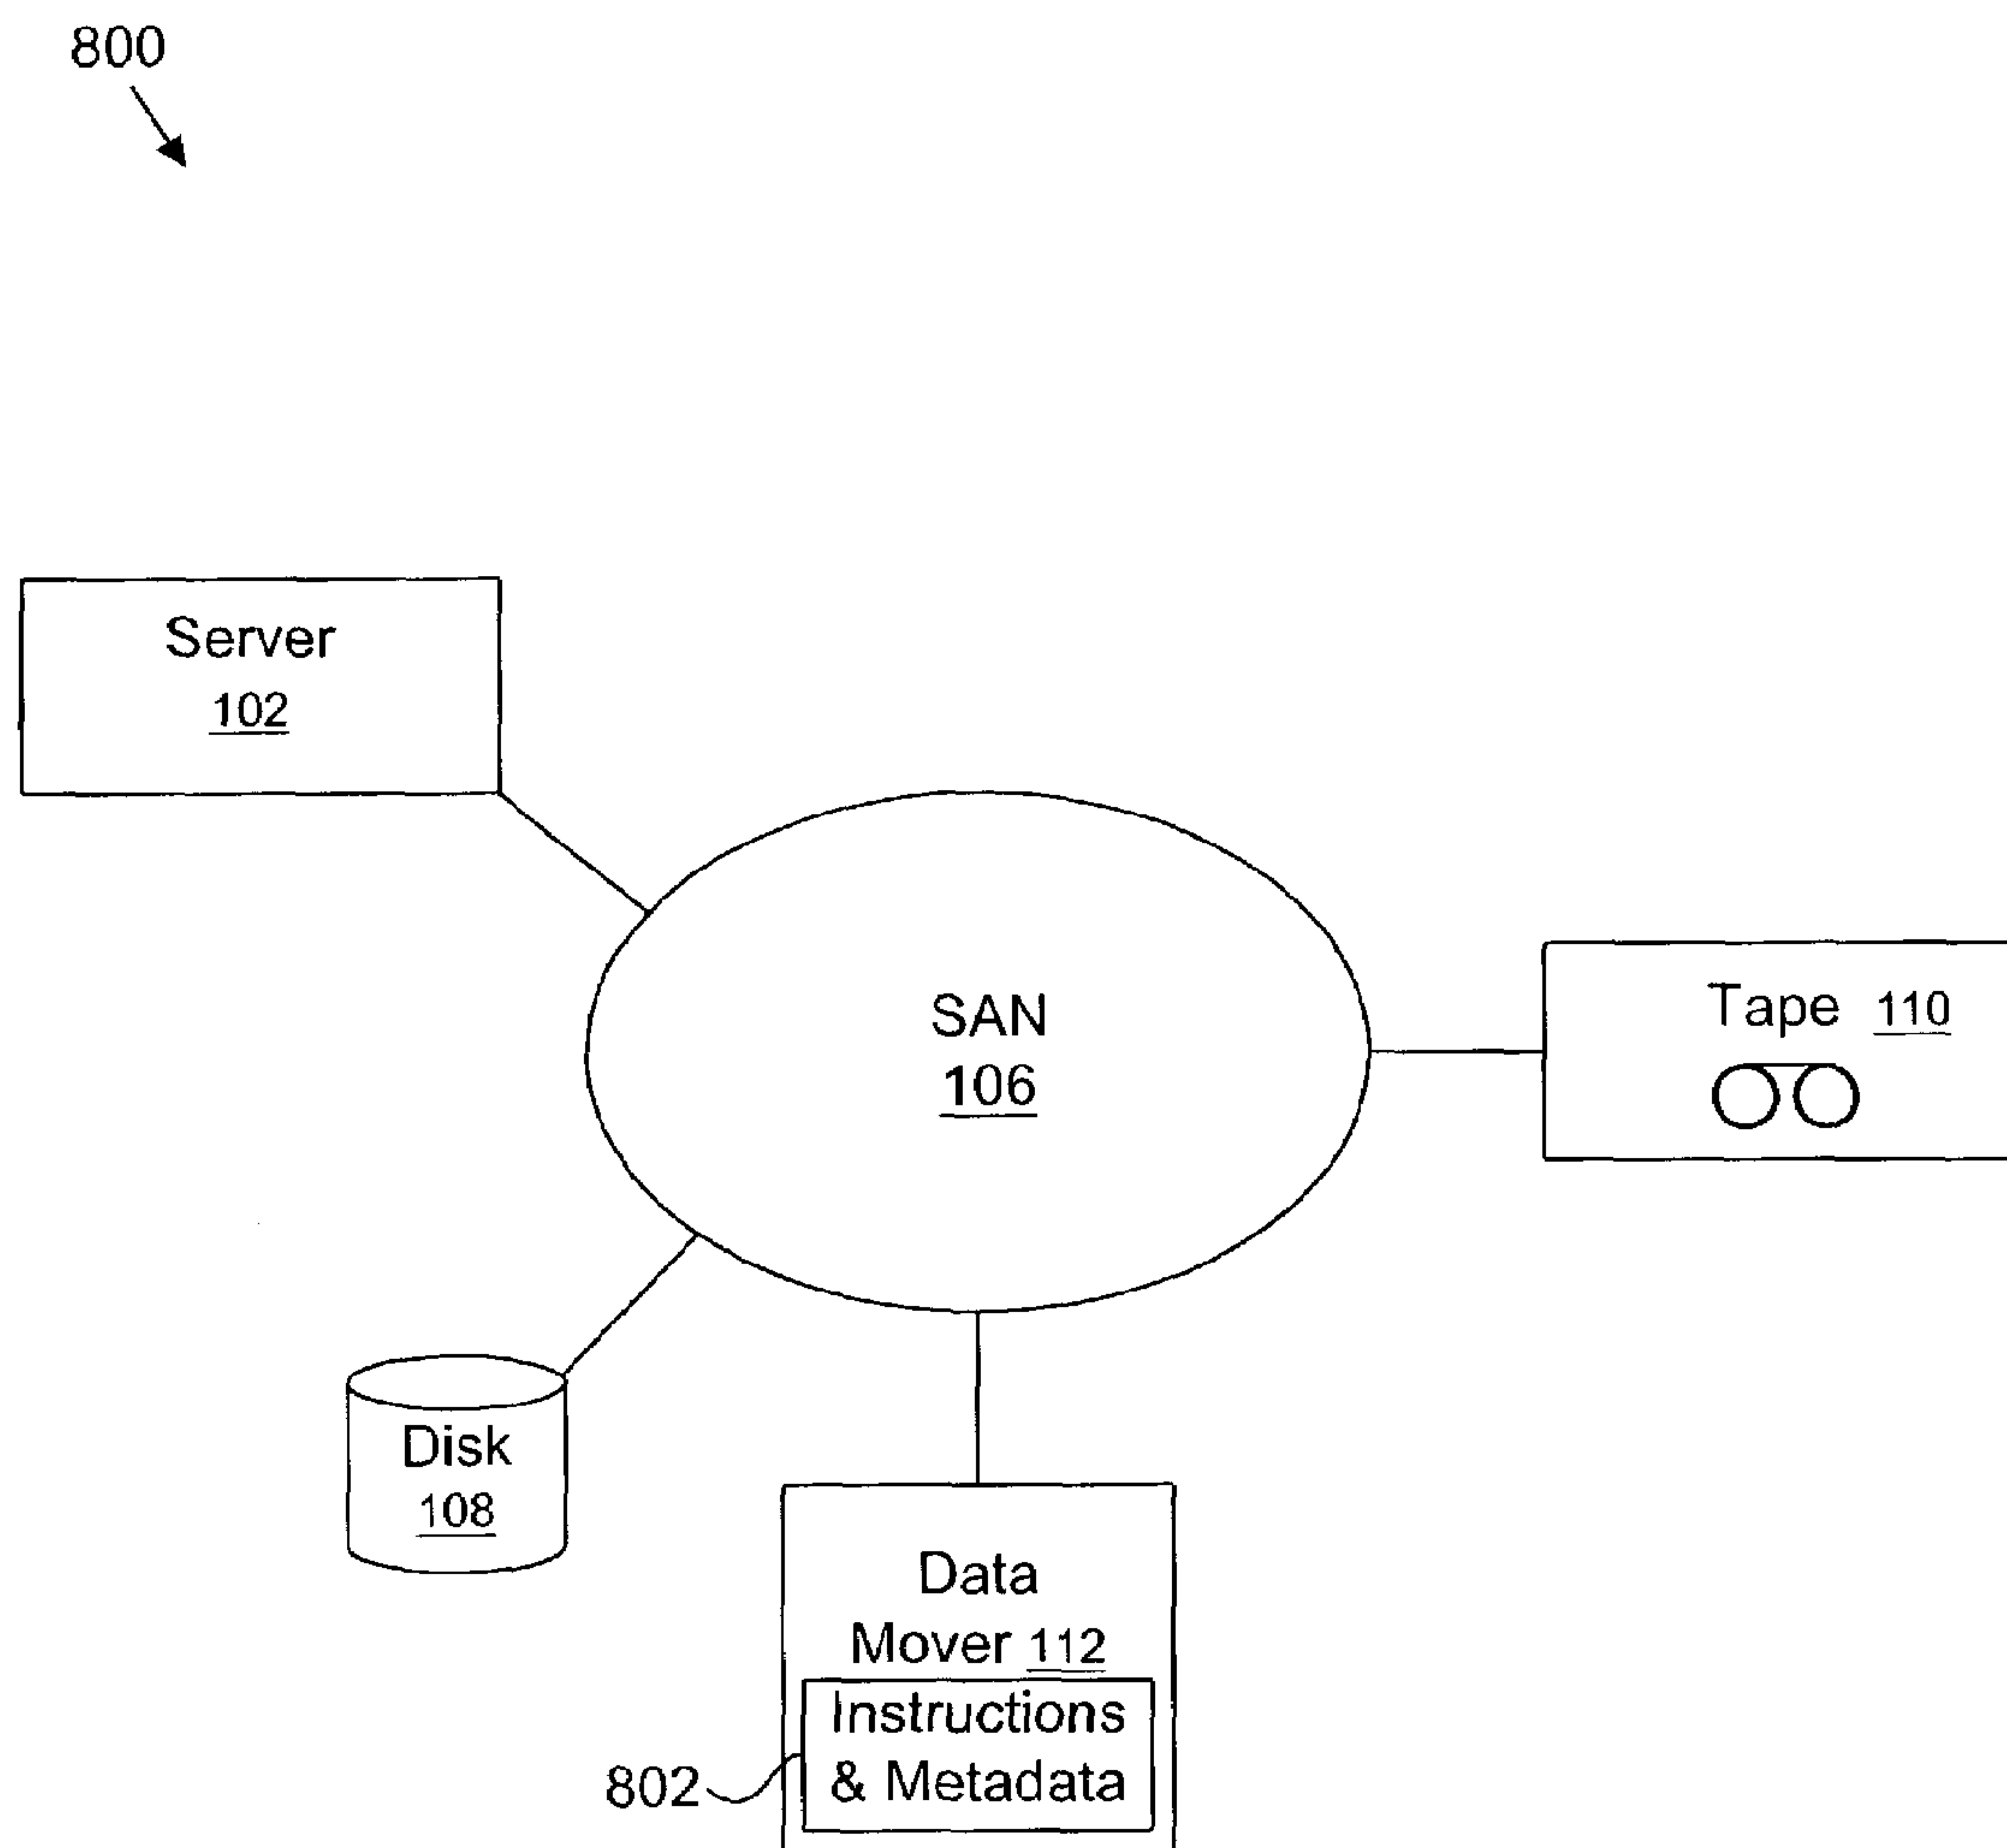 800
Server
102
SAN
106
Tape 110
Disk
108
Data
Mover 112
Instructions
& Metadata
802